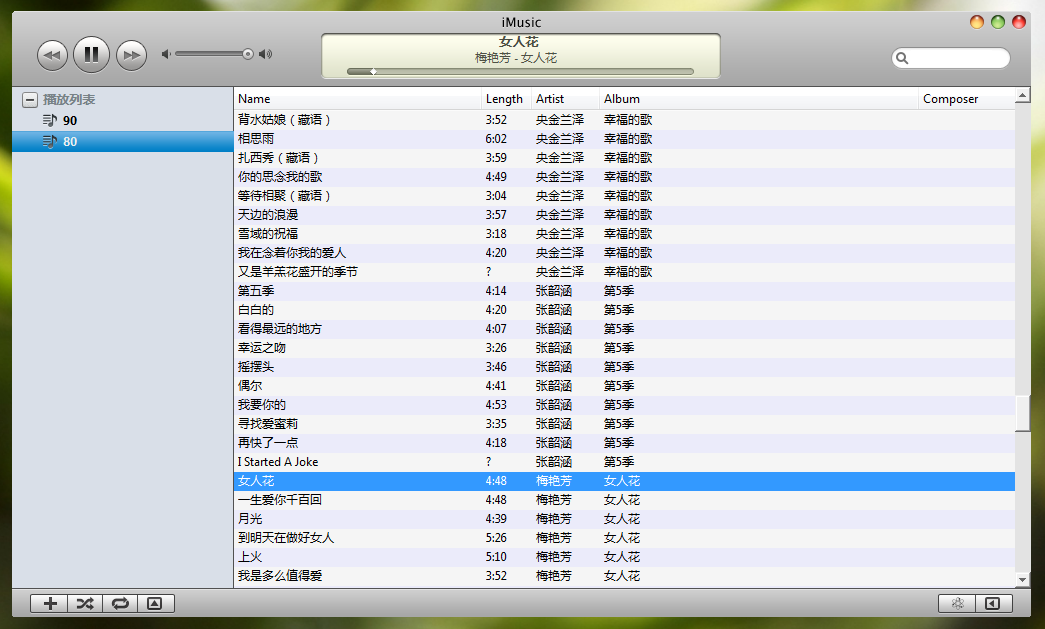 iMusic
女人花
梅艳芳 - 女人花
播放列表
90
80
Name Length Artist Album Composer
背水姑娘（藏语） 3:52 央金兰泽 幸福的歌
相思雨 6:02 央金兰泽 幸福的歌
扎西秀（藏语） 3:59 央金兰泽 幸福的歌
你的思念我的歌 4:49 央金兰泽 幸福的歌
等待相聚（藏语） 3:04 央金兰泽 幸福的歌
天边的浪漫 3:57 央金兰泽 幸福的歌
雪域的祝福 3:18 央金兰泽 幸福的歌
我在念着你我的爱人 4:20 央金兰泽 幸福的歌
又是羊羔花盛开的季节 ? 央金兰泽 幸福的歌
第五季 4:14 张韶涵 第5季
白白的 4:20 张韶涵 第5季
看得最远的地方 4:07 张韶涵 第5季
幸运之吻 3:26 张韶涵 第5季
摇摆头 3:46 张韶涵 第5季
偶尔 4:41 张韶涵 第5季
我要你的 4:53 张韶涵 第5季
寻找爱蜜莉 3:35 张韶涵 第5季
再快了一点 4:18 张韶涵 第5季
I Started A Joke ? 张韶涵 第5季
女人花 4:48 梅艳芳 女人花
一生爱你千百回 4:48 梅艳芳 女人花
月光 4:39 梅艳芳 女人花
到明天在做好女人 5:26 梅艳芳 女人花
上火 5:10 梅艳芳 女人花
我是多么值得爱 3:52 梅艳芳 女人花